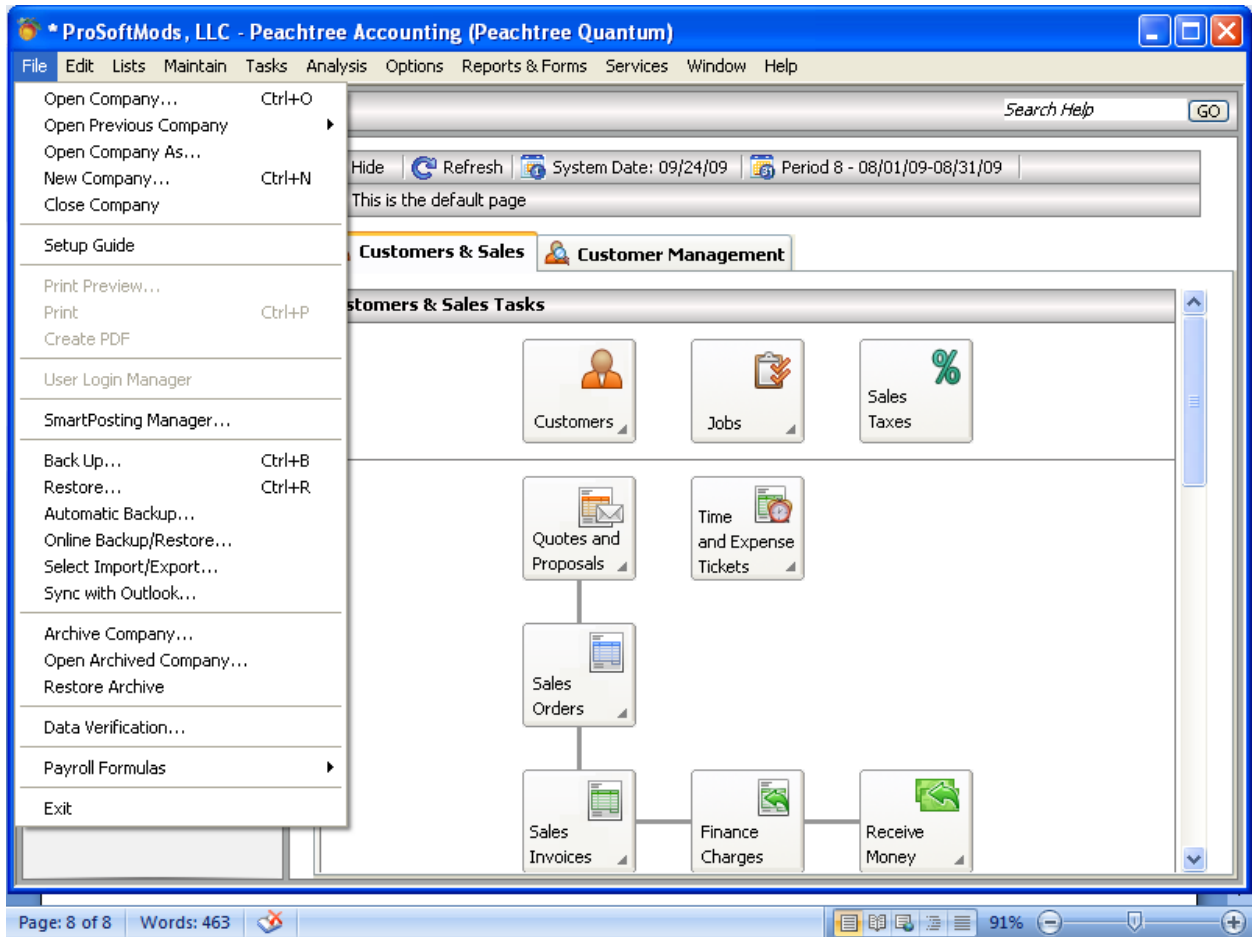 * ProSoftMods, LLC - Peachtree Accounting (Peachtree Quantum)
File Edit Lists Maintain Tasks Analysis Options Reports & Forms Services Window Help
Open Company... Ctrl+O
Open Previous Company
Open Company As...
New Company... Ctrl+N
Close Company
Setup Guide
Print Preview...
Print Ctrl+P
Create PDF
User Login Manager
SmartPosting Manager...
Back Up... Ctrl+B
Restore... Ctrl+R
Automatic Backup...
Online Backup/Restore...
Select Import/Export...
Sync with Outlook...
Archive Company...
Open Archived Company...
Restore Archive
Data Verification...
Payroll Formulas
Exit
Search Help GO
Hide Refresh System Date: 09/24/09 Period 8 - 08/01/09-08/31/09
This is the default page
Customers & Sales Customer Management
stomers & Sales Tasks
Customers
Jobs
Sales
Taxes
Quotes and
Proposals
Time
and Expense
Tickets
Sales
Orders
Sales
Invoices
Finance
Charges
Receive
Money
Page: 8 of 8 Words: 463 91%